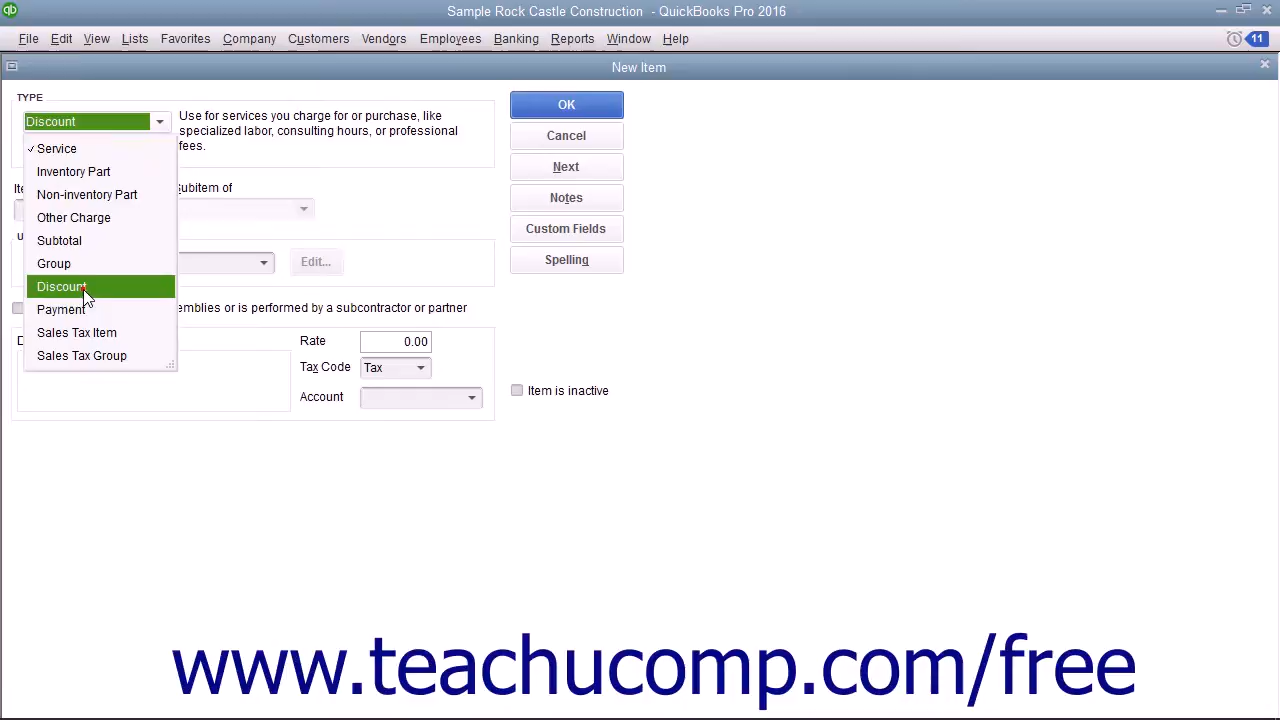 qb
Sample Rock Castle Construction - QuickBooks Pro 2016
File Edit View Lists Favorites Company Customers Vendors Employees Banking Reports Window Help
11
New Item
TYPE
Discount
Use for services you charge for or purchase, like
specialized labor, consulting hours, or professional
fees.
Service
Inventory Part
Non-inventory Part
Other Charge
Subtotal
Group
Discount
Payment
Sales Tax Item
Sales Tax Group
ubitem of
Edit...
emblies or is performed by a subcontractor or partner
Rate
0.00
Tax Code
Tax
Account
OK
Cancel
Next
Notes
Custom Fields
Spelling
Item is inactive
www.teachucomp.com/free